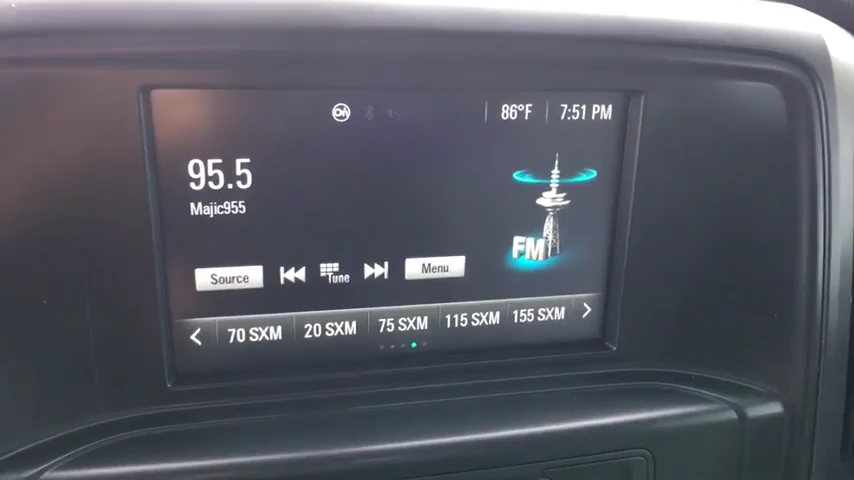 On
86°F
7:51 PM
95.5
Majic955
FM
Source
Tune
Menu
70 SXM
20 SXM
75 SXM
115 SXM
155 SXM